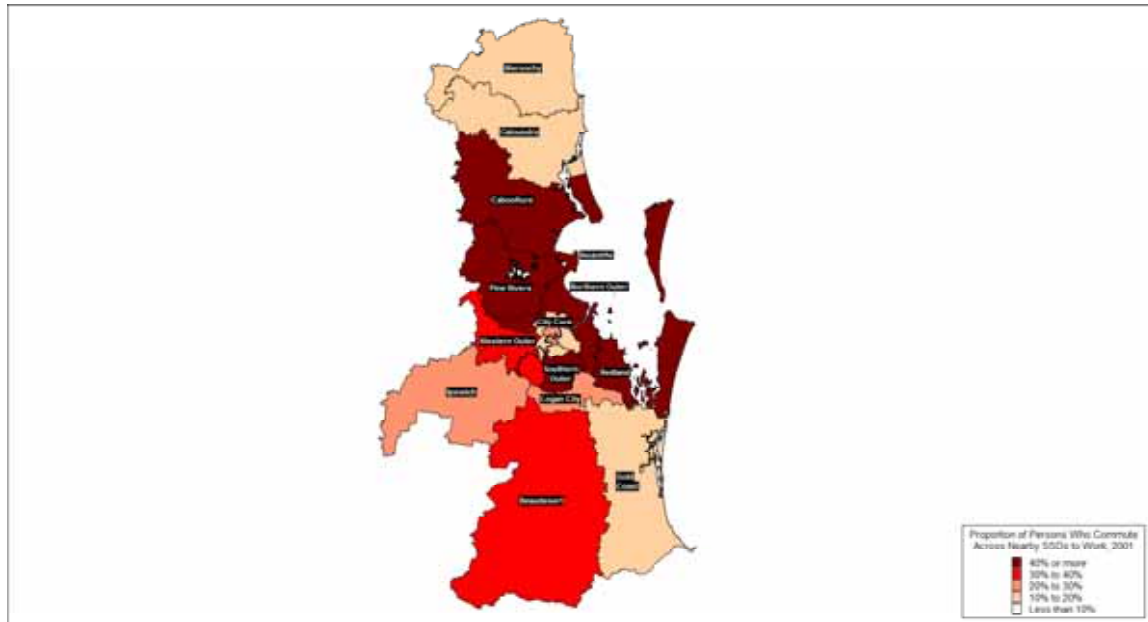 Maroochy
Caloundra
Caboolture
Redcliffe
Pine Rivers
Northern Outer
City Core
Western Outer
Southern
Outer
Redland
Ipswich
Logan City
Gold
Coast
Beaudesert
Proportion of Persons Who Commute
Across Nearby SSDs to Work, 2001
40% or more
30% to 40%
20% to 30%
10% to 20%
Less than 10%